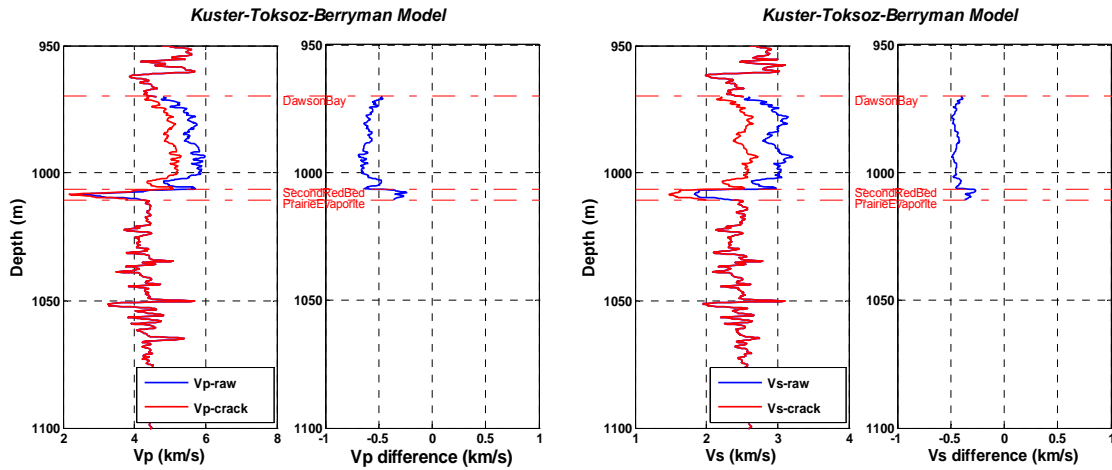 Kuster-Toksoz-Berryman Model
Kuster-Toksoz-Berryman Model
950
1000
1050
1100
Depth (m)
2
4
6
8
Vp (km/s)
Vp-raw
Vp-crack
950
1000
1050
1100
DawsonBay
SecondRedBed
PrairieEvaporite
-1
-0.5
0
0.5
1
Vp difference (km/s)
950
1000
1050
1100
Depth (m)
1
2
3
4
Vs (km/s)
Vs-raw
Vs-crack
950
1000
1050
1100
DawsonBay
SecondRedBed
PrairieEvaporite
-1
-0.5
0
0.5
1
Vs difference (km/s)